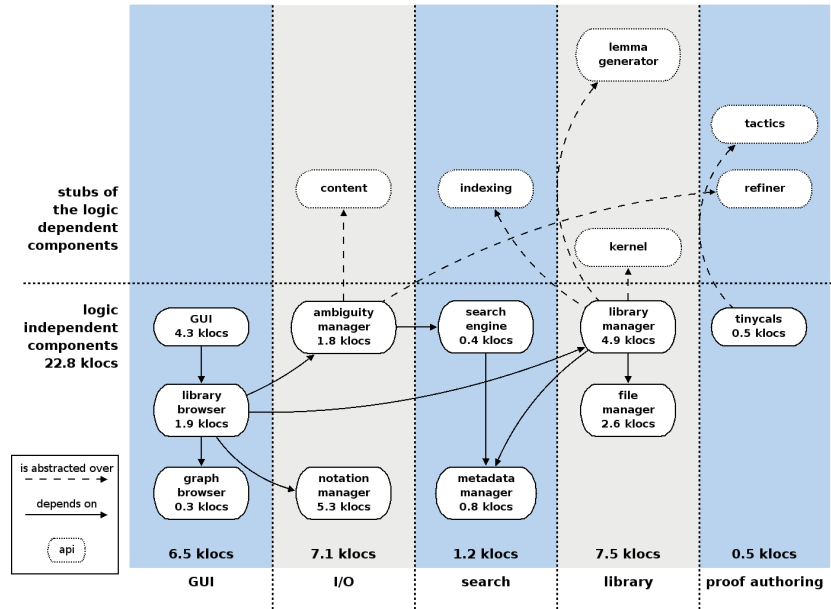 lemma
generator
tactics
stubs of
the logic
dependent
components
content
indexing
refiner
kernel
logic
independent
components
22.8 klocs
GUI
4.3 klocs
ambiguity
manager
1.8 klocs
search
engine
0.4 klocs
library
manager
4.9 klocs
tinycals
0.5 klocs
library
browser
1.9 klocs
file
manager
2.6 klocs
is abstracted over
depends on
api
graph
browser
0.3 klocs
notation
manager
5.3 klocs
metadata
manager
0.8 klocs
6.5 klocs
7.1 klocs
1.2 klocs
7.5 klocs
0.5 klocs
GUI
I/O
search
library
proof authoring